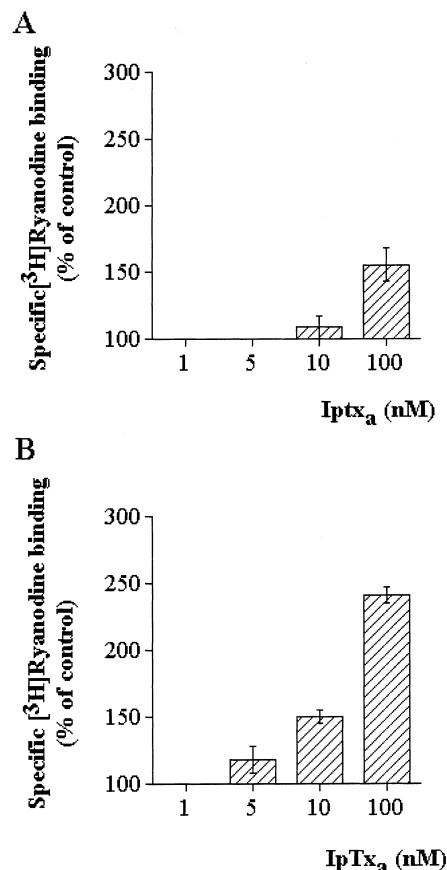 A
Specific[³H]Ryanodine binding
(% of control)
300
250
200
150
100
1 5 10 100
Iptxₐ (nM)
B
Specific [³H]Ryanodine binding
(% of control)
300
250
200
150
100
1 5 10 100
IpTxₐ (nM)